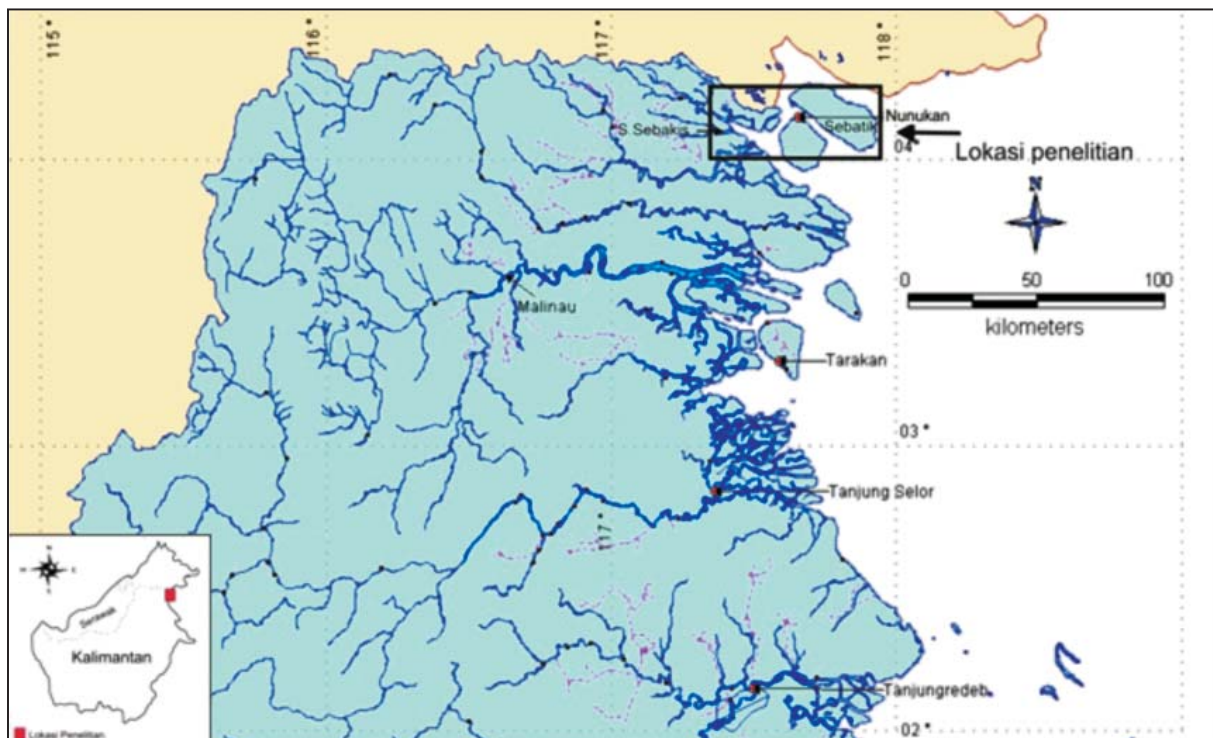 115°
116°
117°
118°
S.Sebakis
Sebatik
Nunukan
04°
Lokasi penelitian
N
0 50 100
kilometers
Malinau
Tarakan
03°
Tanjung Selor
117°
Sarawak
Kalimantan
Tanjungredeb
02°
Lokasi Penelitian